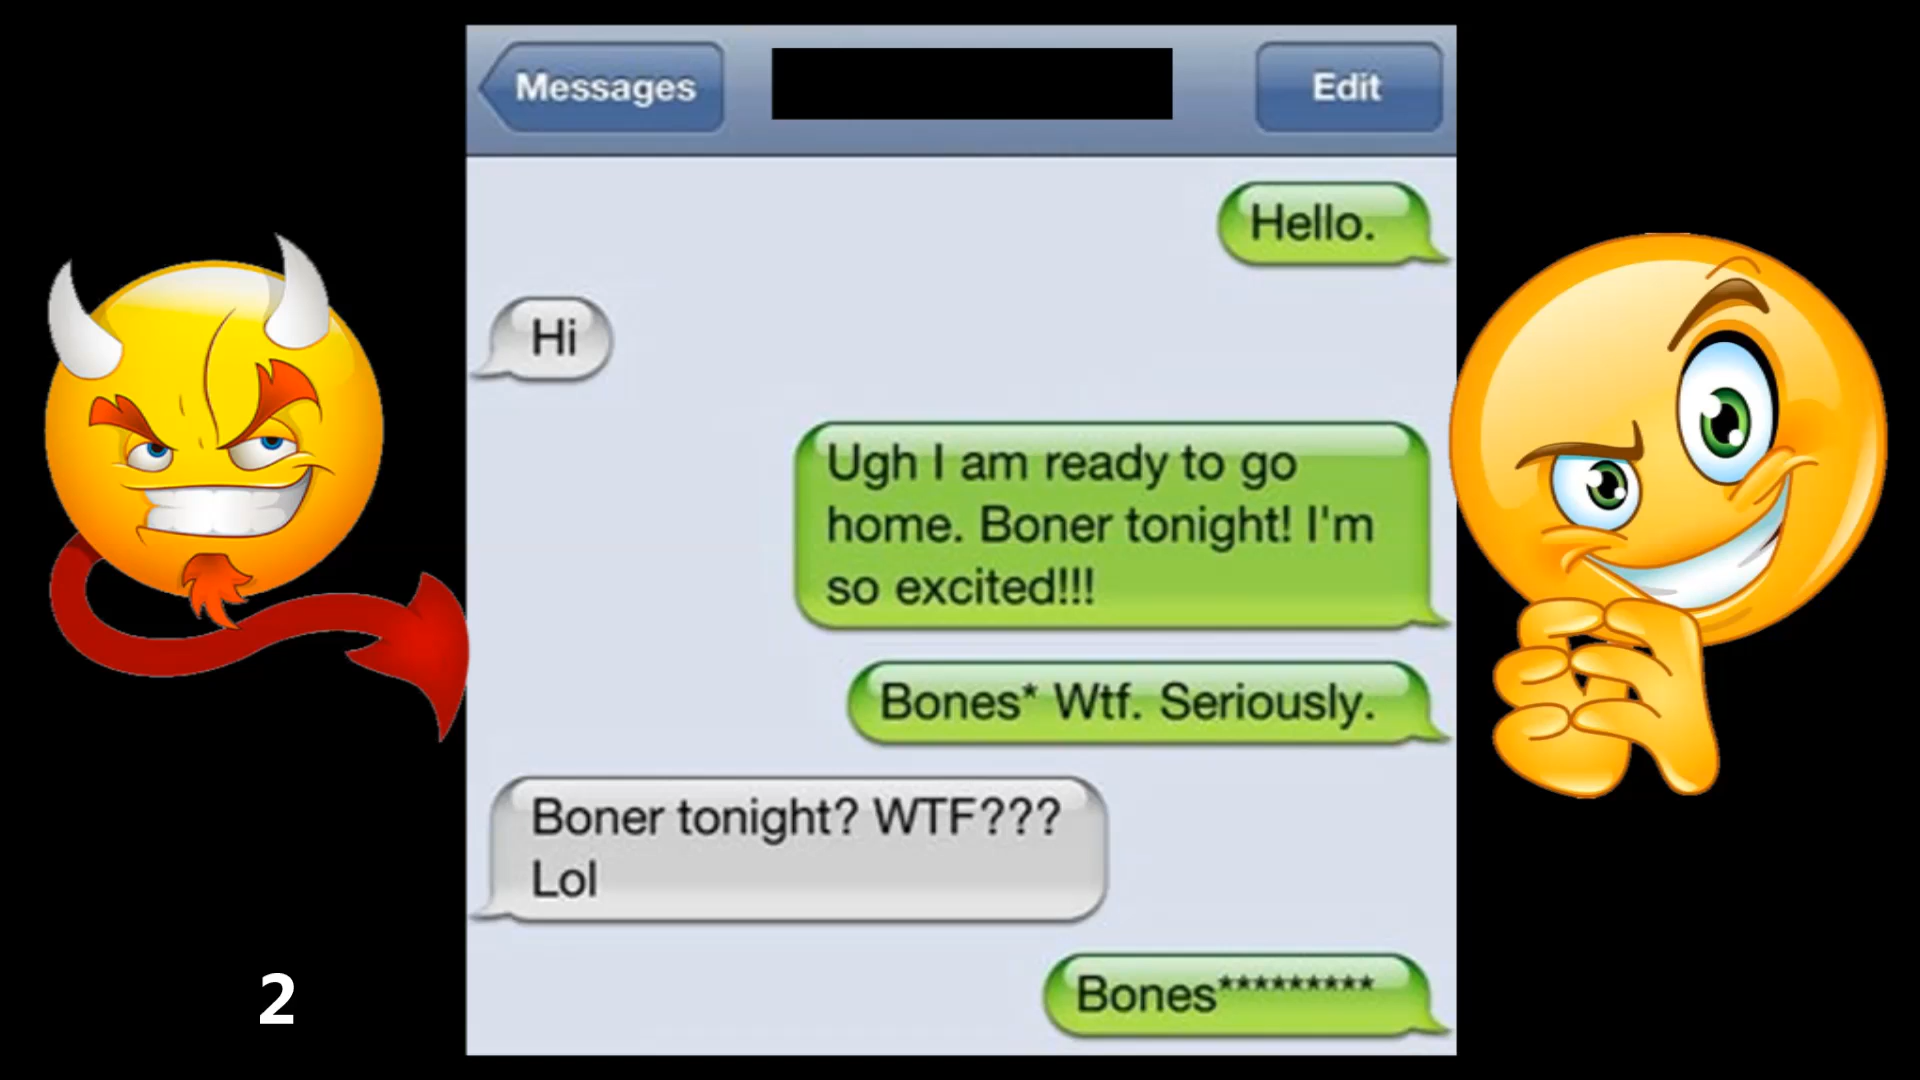 Messages
Edit
Hello.
Hi
Ugh I am ready to go
home. Boner tonight! I'm
so excited!!!
Bones* Wtf. Seriously.
Boner tonight? WTF???
Lol
Bones*********
2